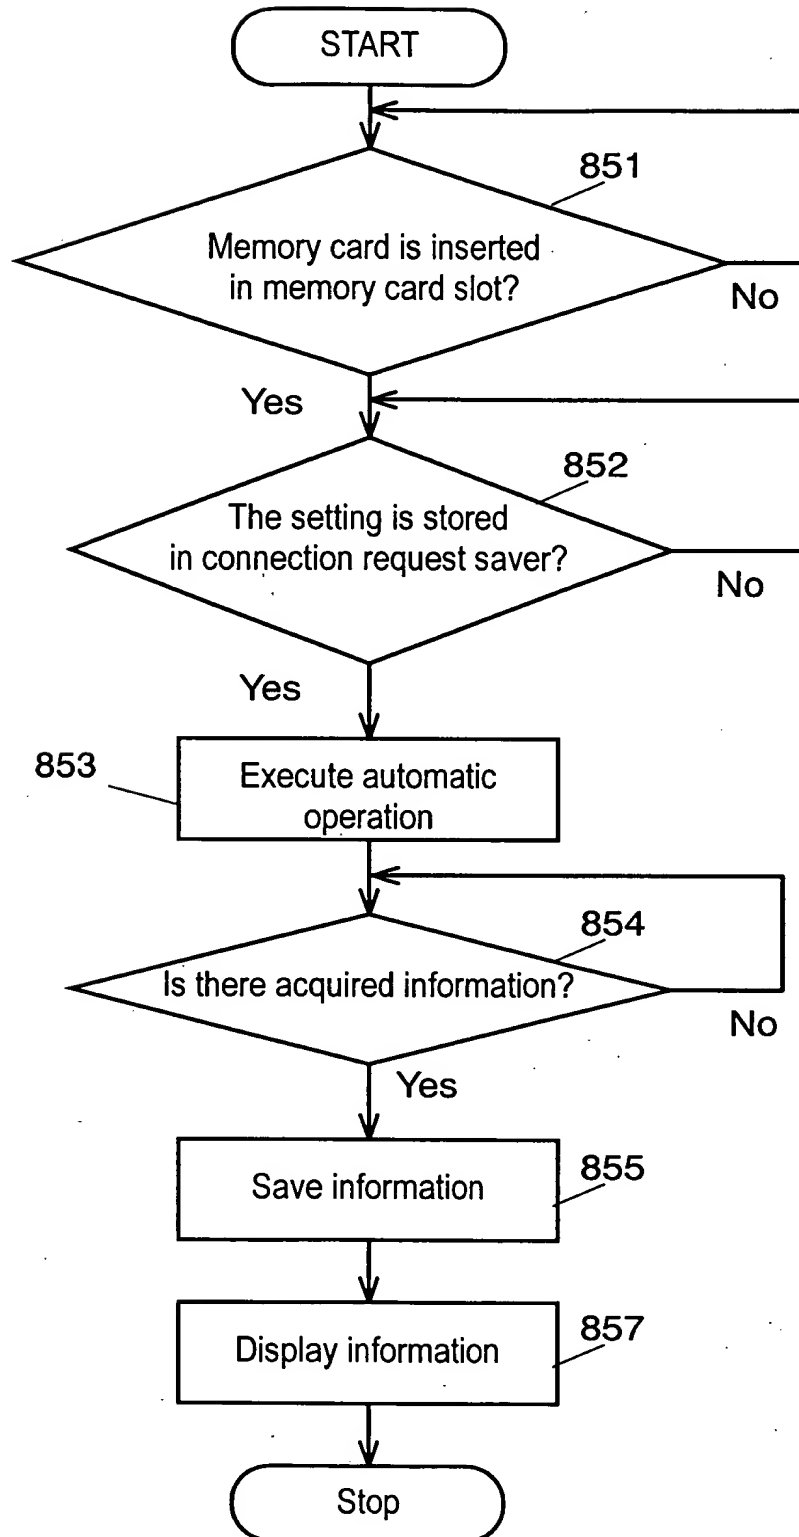 START
851
Memory card is inserted
in memory card slot?
No
Yes
852
The setting is stored
in connection request saver?
No
Yes
853
Execute automatic
operation
854
Is there acquired information?
No
Yes
Save information
855
Display information
857
Stop